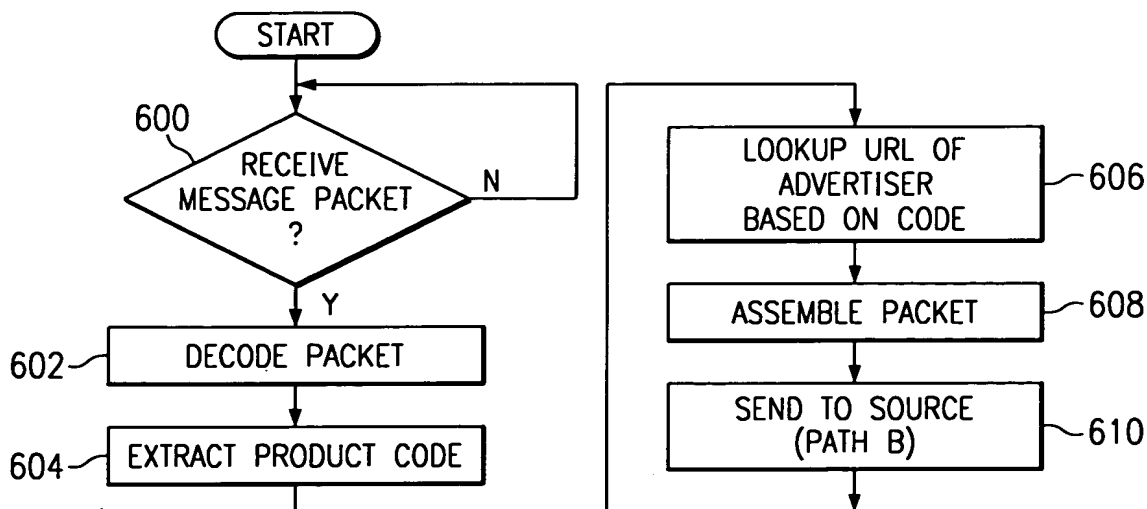 START
600
RECEIVE
MESSAGE PACKET
?
N
Y
DECODE PACKET
602
EXTRACT PRODUCT CODE
604
LOOKUP URL OF
ADVERTISER
BASED ON CODE
606
ASSEMBLE PACKET
608
SEND TO SOURCE
(PATH B)
610